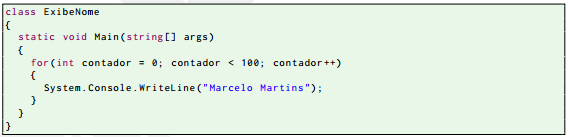 class ExibeNome
{
  static void Main(string[] args)
  {
    for(int contador = 0; contador < 100; contador++)
    {
      System.Console.WriteLine("Marcelo Martins");
    }
  }
}